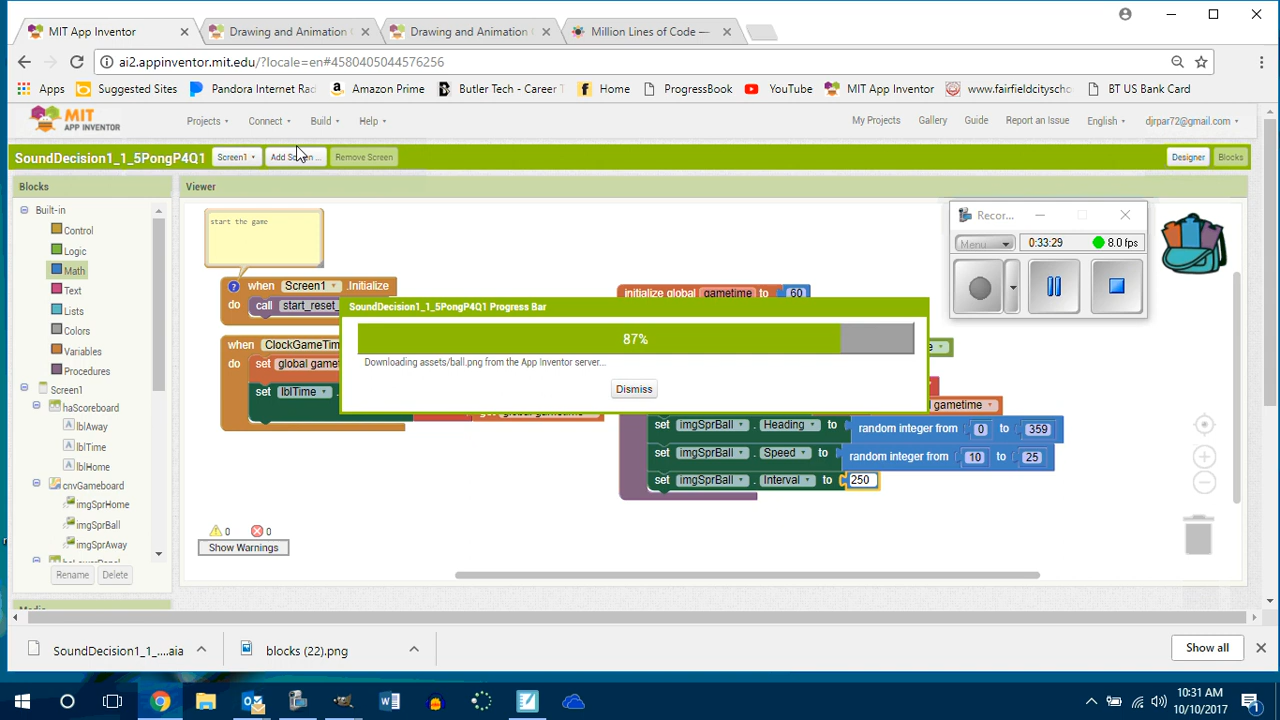 MIT App Inventor
Drawing and Animation
Drawing and Animation
Million Lines of Code —
ai2.appinventor.mit.edu/?locale=en#4580405044576256
Apps
Suggested Sites
Pandora Internet Rad
Amazon Prime
Butler Tech - Career T
Home
ProgressBook
YouTube
MIT App Inventor
www.fairfieldcityscho
BT US Bank Card
MIT
APP INVENTOR
Projects
Connect
Build
Help
My Projects
Gallery
Guide
Report an Issue
English
djrpar72@gmail.com
SoundDecision1_1_5PongP4Q1
Screen1
Add Screen ...
Remove Screen
Designer
Blocks
Blocks
Viewer
Built-in
Control
Logic
Math
Text
Lists
Colors
Variables
Procedures
Screen1
haScoreboard
lblAway
lblTime
lblHome
cnvGameboard
imgSprHome
imgSprBall
imgSprAway
Rename
Delete
start the game
when Screen1 .Initialize
do call start_reset_
when ClockGameTim
do set global game
set lblTime .
initialize global gametime to 60
Recor...
Menu
0:33:29
8.0 fps
SoundDecision1_1_5PongP4Q1 Progress Bar
87%
Downloading assets/ball.png from the App Inventor server...
Dismiss
gametime
set imgSprBall . Heading to random integer from 0 to 359
set imgSprBall . Speed to random integer from 10 to 25
set imgSprBall . Interval to 250
0
0
Show Warnings
SoundDecision1_1_....aia
blocks (22).png
Show all
10:31 AM
10/10/2017